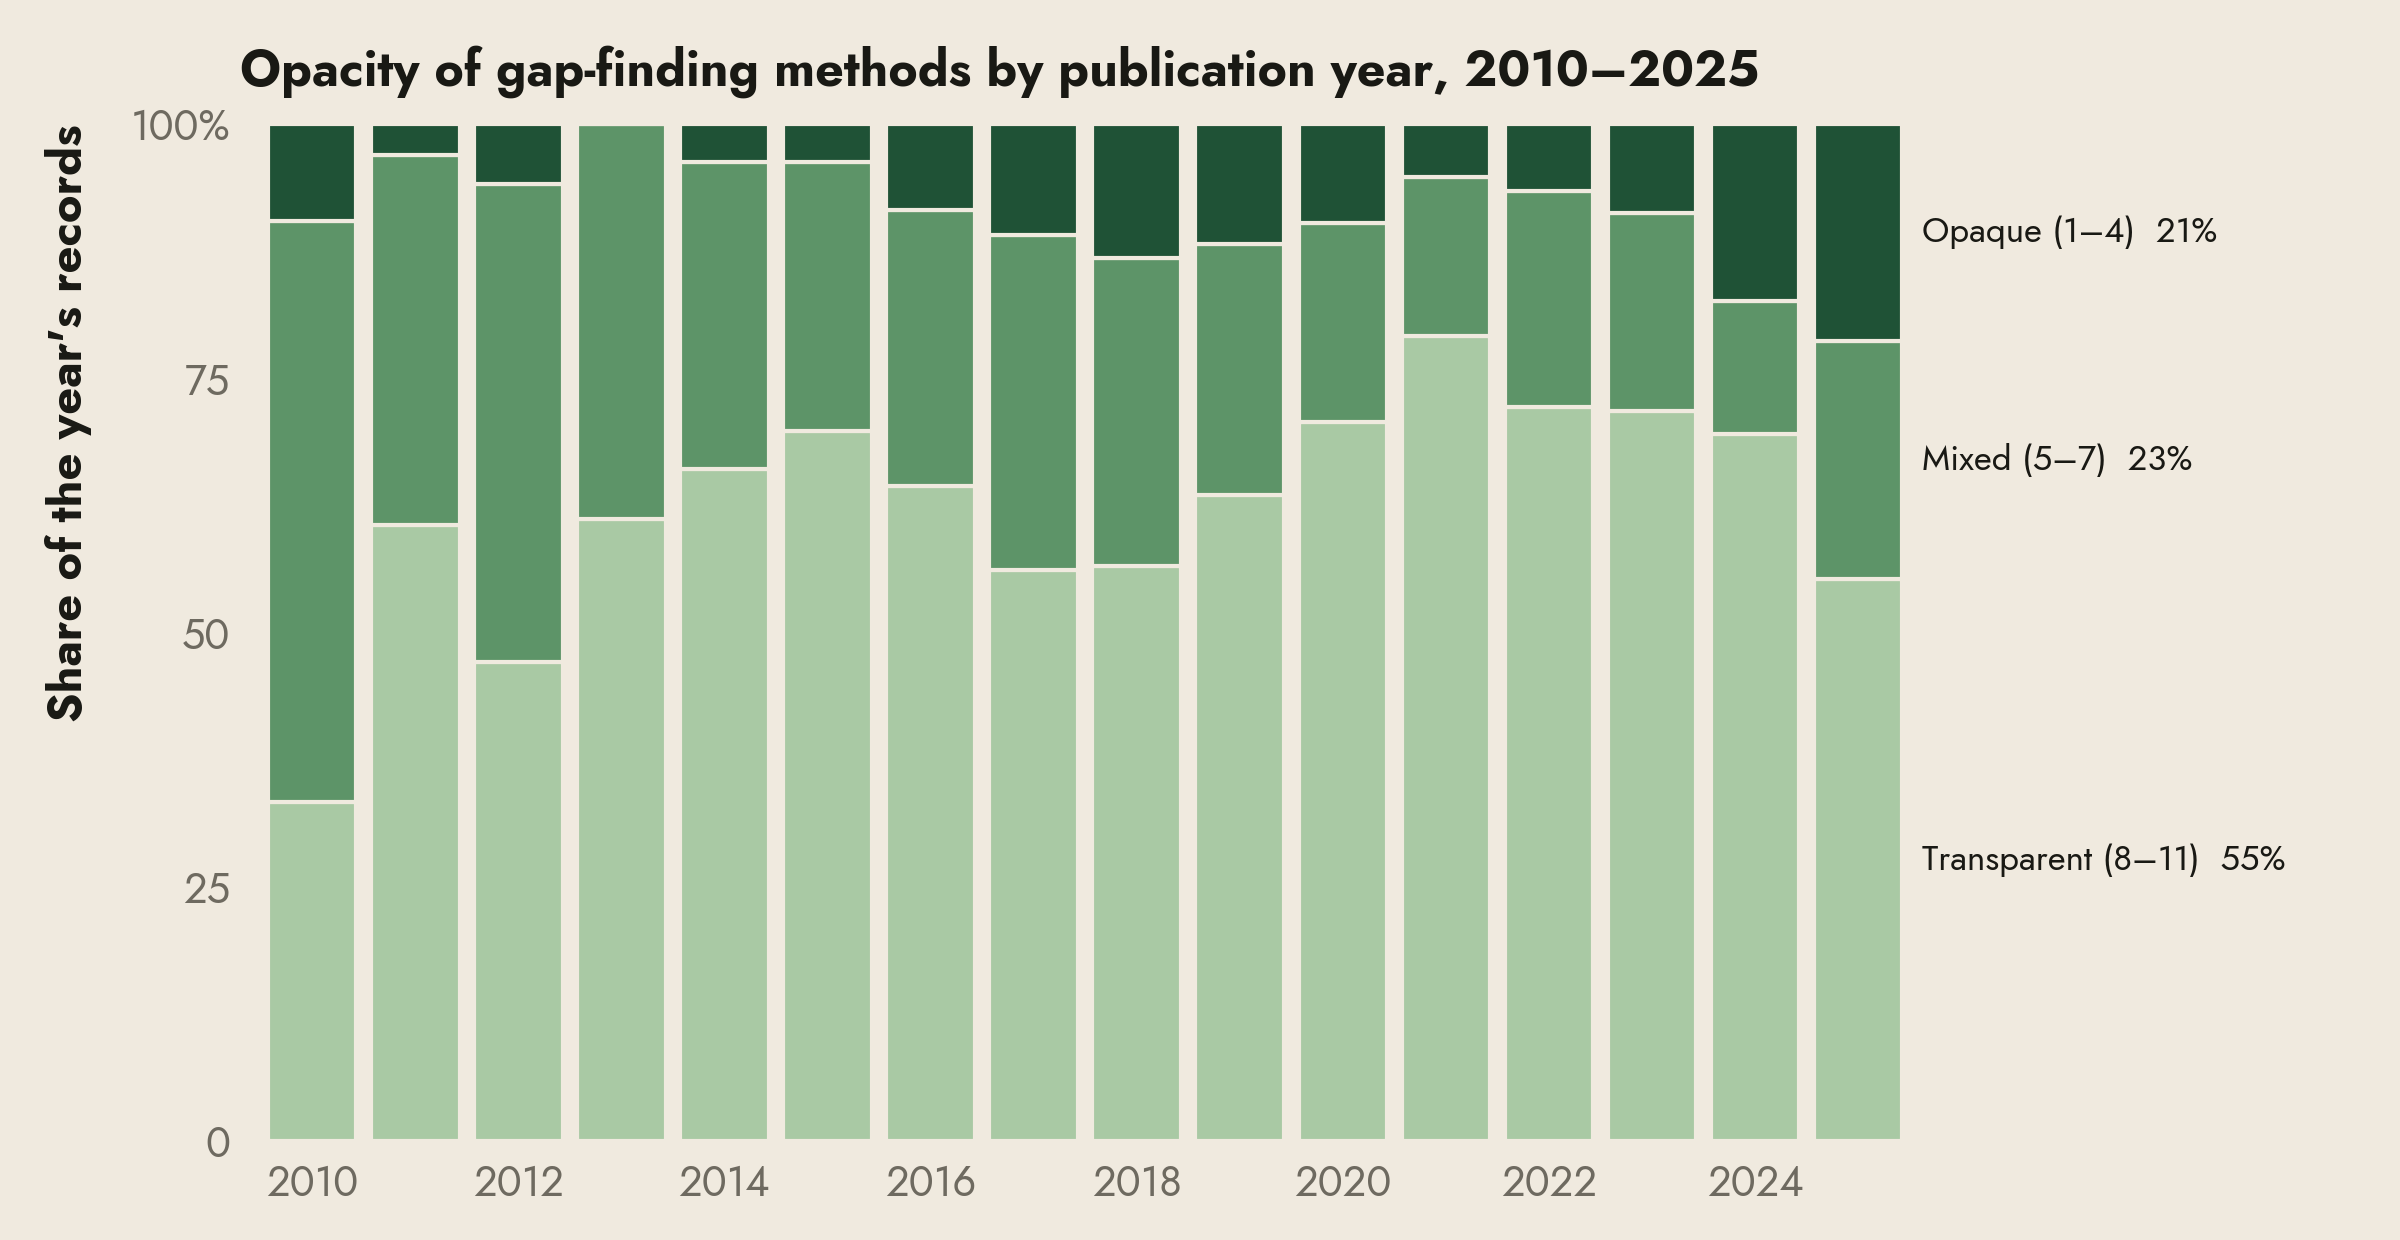 Opacity of gap-finding methods by publication year, 2010–2025
Share of the year's records
100%
75
50
25
0
Opaque (1–4) 21%
Mixed (5–7) 23%
Transparent (8–11) 55%
2010 2012 2014 2016 2018 2020 2022 2024